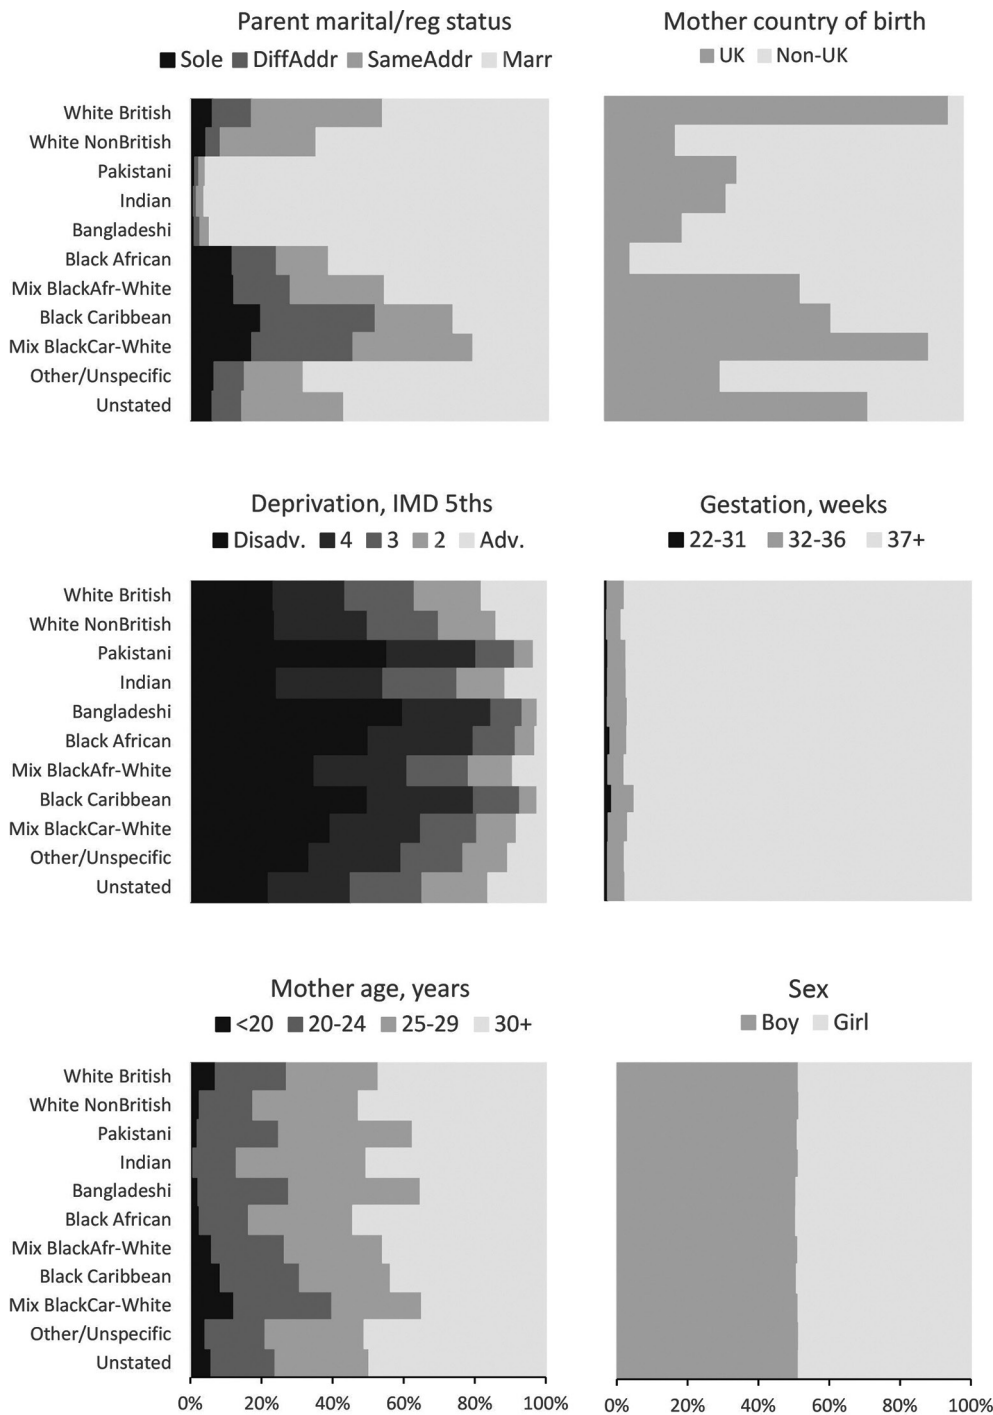 Parent marital/reg status
Sole DiffAddr SameAddr Marr
White British
White NonBritish
Pakistani
Indian
Bangladeshi
Black African
Mix BlackAfr-White
Black Caribbean
Mix BlackCar-White
Other/Unspecific
Unstated
Mother country of birth
UK Non-UK
Deprivation, IMD 5ths
Disadv. 4 3 2 Adv.
White British
White NonBritish
Pakistani
Indian
Bangladeshi
Black African
Mix BlackAfr-White
Black Caribbean
Mix BlackCar-White
Other/Unspecific
Unstated
Gestation, weeks
22-31 32-36 37+
Mother age, years
<20 20-24 25-29 30+
White British
White NonBritish
Pakistani
Indian
Bangladeshi
Black African
Mix BlackAfr-White
Black Caribbean
Mix BlackCar-White
Other/Unspecific
Unstated
0% 20% 40% 60% 80% 100%
Sex
Boy Girl
0% 20% 40% 60% 80% 100%